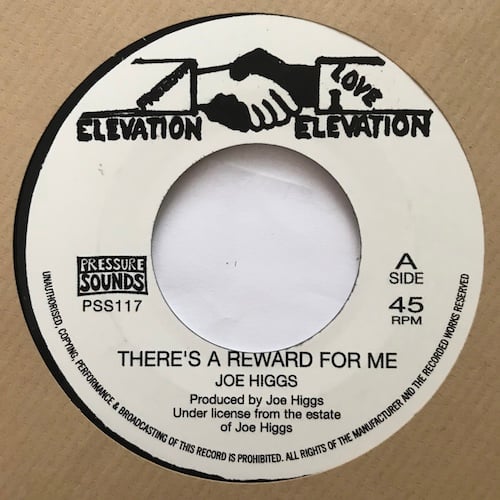 FREEDOM
LOVE
ELEVATION ELEVATION
PRESSURE
SOUNDS
PSS117
A
SIDE
45
RPM
THERE'S A REWARD FOR ME
JOE HIGGS
Produced by Joe Higgs
Under license from the estate
of Joe Higgs
UNAUTHORISED, COPYING, PERFORMANCE & BROADCASTING OF THIS RECORD IS PROHIBITED. ALL RIGHTS OF THE MANUFACTURER AND THE RECORDED WORKS RESERVED